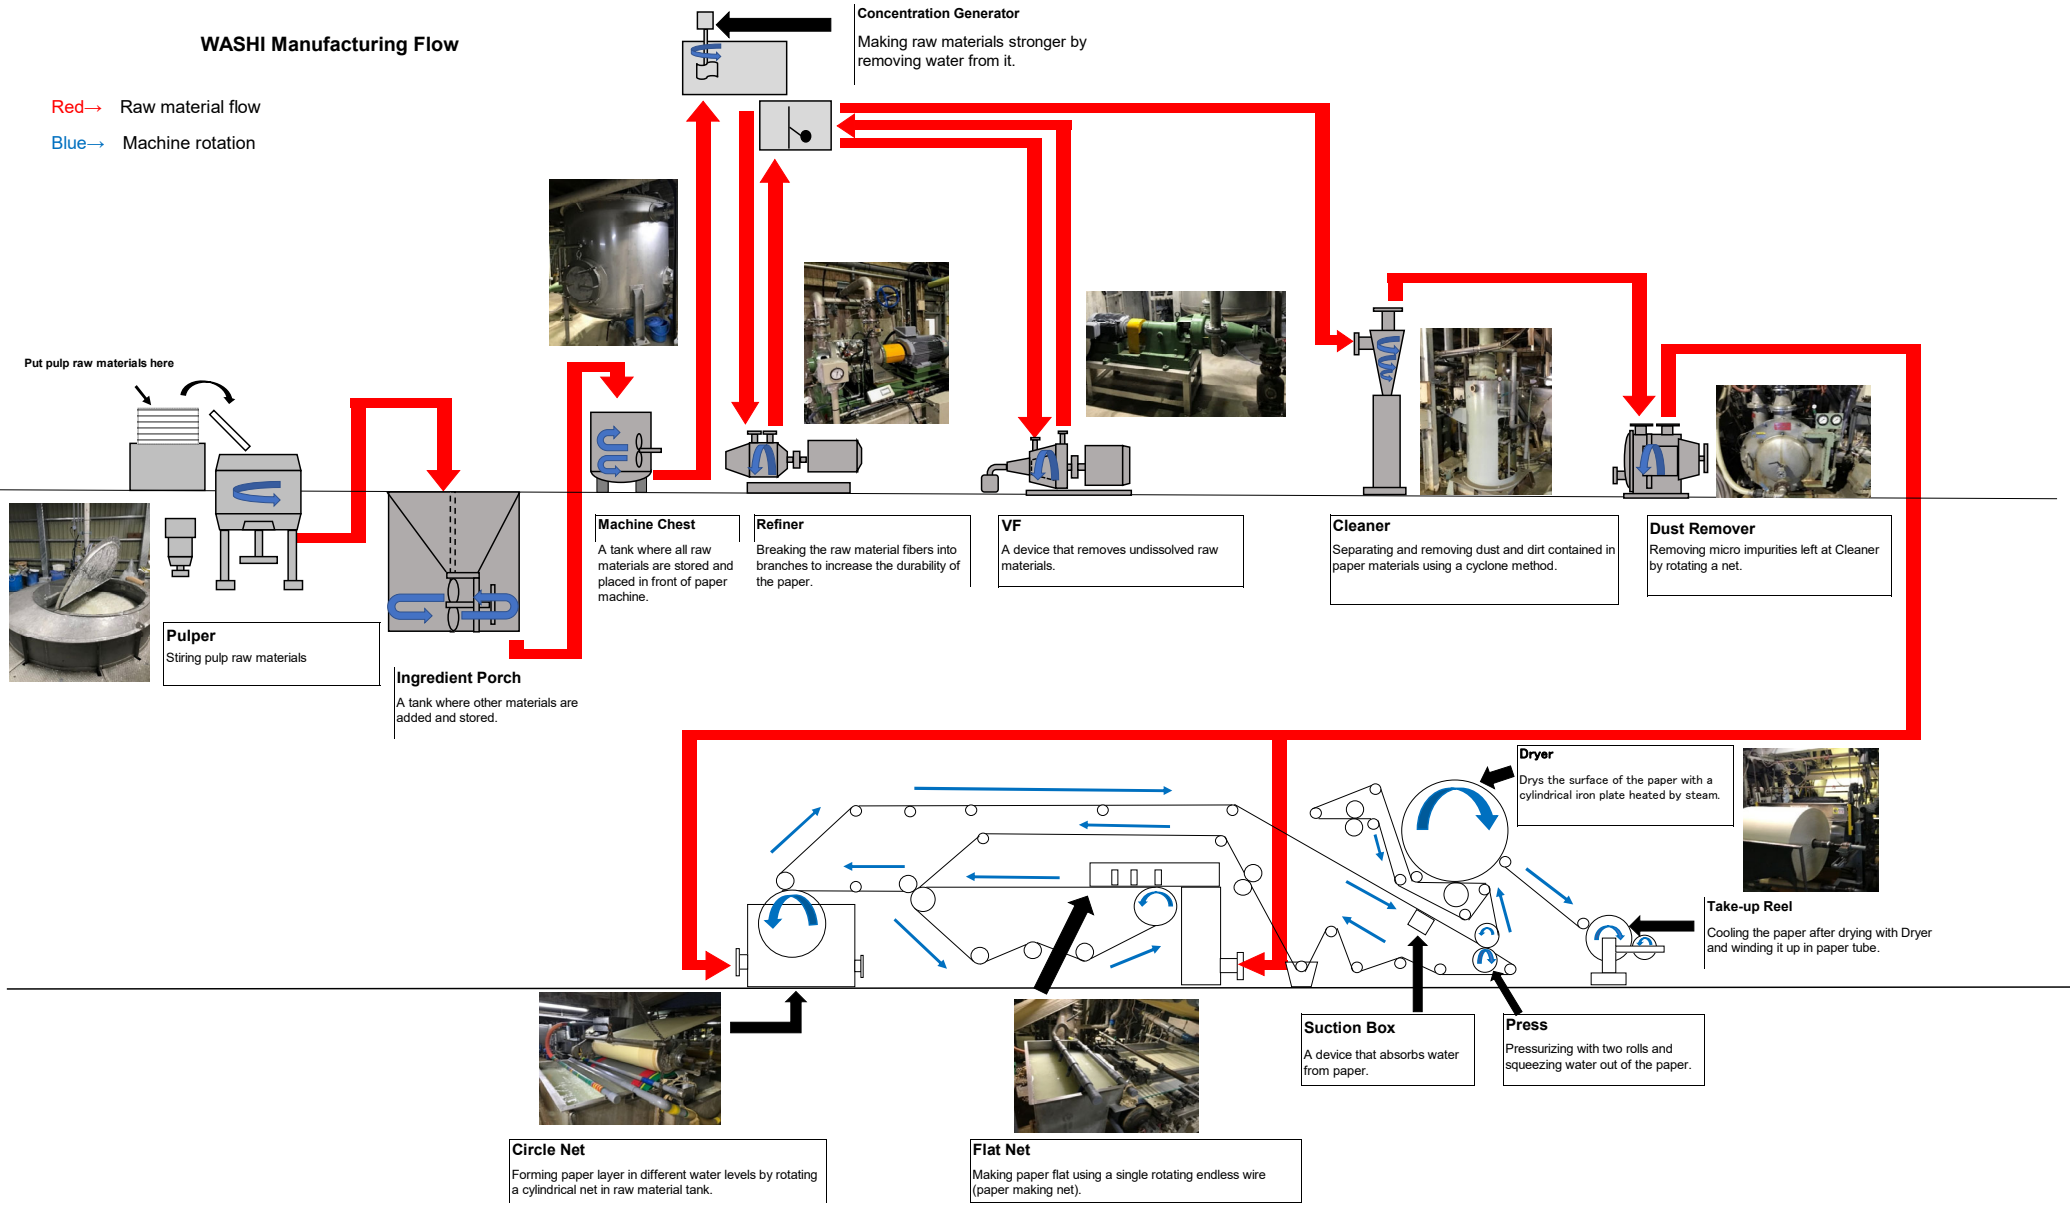 WASHI Manufacturing Flow
Red→ Raw material flow
Blue→ Machine rotation
Concentration Generator
Making raw materials stronger by
removing water from it.
Put pulp raw materials here
Pulper
Stiring pulp raw materials
Ingredient Porch
A tank where other materials are
added and stored.
Machine Chest
A tank where all raw
materials are stored and
placed in front of paper
machine.
Refiner
Breaking the raw material fibers into
branches to increase the durability of
the paper.
VF
A device that removes undissolved raw
materials.
Cleaner
Separating and removing dust and dirt contained in
paper materials using a cyclone method.
Dust Remover
Removing micro impurities left at Cleaner
by rotating a net.
Dryer
Drys the surface of the paper with a
cylindrical iron plate heated by steam.
Take-up Reel
Cooling the paper after drying with Dryer
and winding it up in paper tube.
Suction Box
A device that absorbs water
from paper.
Press
Pressurizing with two rolls and
squeezing water out of the paper.
Circle Net
Forming paper layer in different water levels by rotating
a cylindrical net in raw material tank.
Flat Net
Making paper flat using a single rotating endless wire
(paper making net).